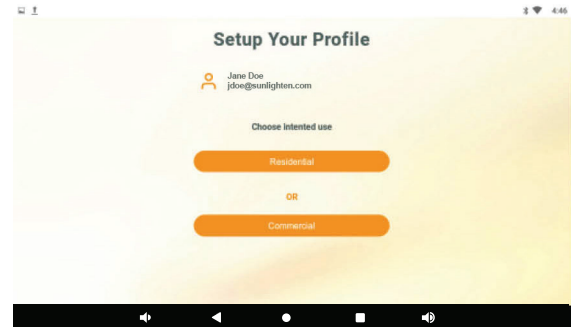 4:46
Setup Your Profile
Jane Doe
jdoe@sunlighten.com
Choose intented use
Residential
OR
Commercial